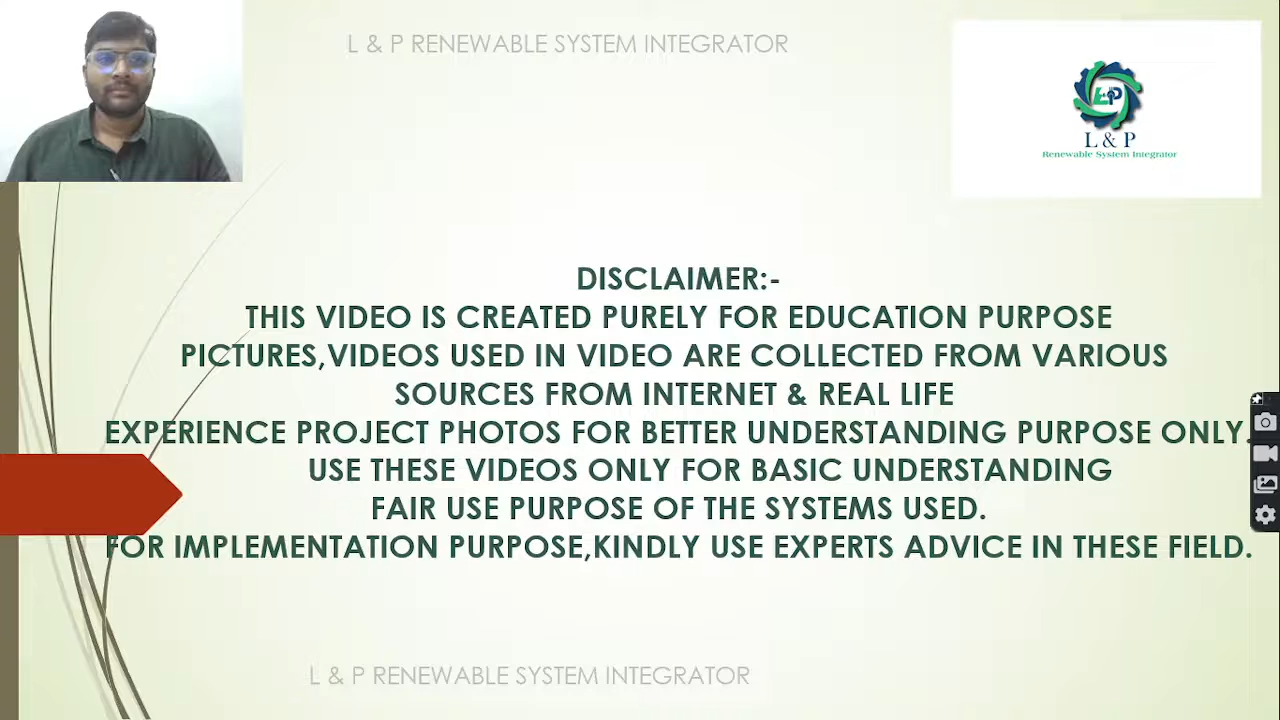 L & P RENEWABLE SYSTEM INTEGRATOR
L & P
L & P
Renewable System Integrator
DISCLAIMER:-
THIS VIDEO IS CREATED PURELY FOR EDUCATION PURPOSE
PICTURES,VIDEOS USED IN VIDEO ARE COLLECTED FROM VARIOUS
SOURCES FROM INTERNET & REAL LIFE
EXPERIENCE PROJECT PHOTOS FOR BETTER UNDERSTANDING PURPOSE ONLY.
USE THESE VIDEOS ONLY FOR BASIC UNDERSTANDING
FAIR USE PURPOSE OF THE SYSTEMS USED.
FOR IMPLEMENTATION PURPOSE,KINDLY USE EXPERTS ADVICE IN THESE FIELD.
L & P RENEWABLE SYSTEM INTEGRATOR